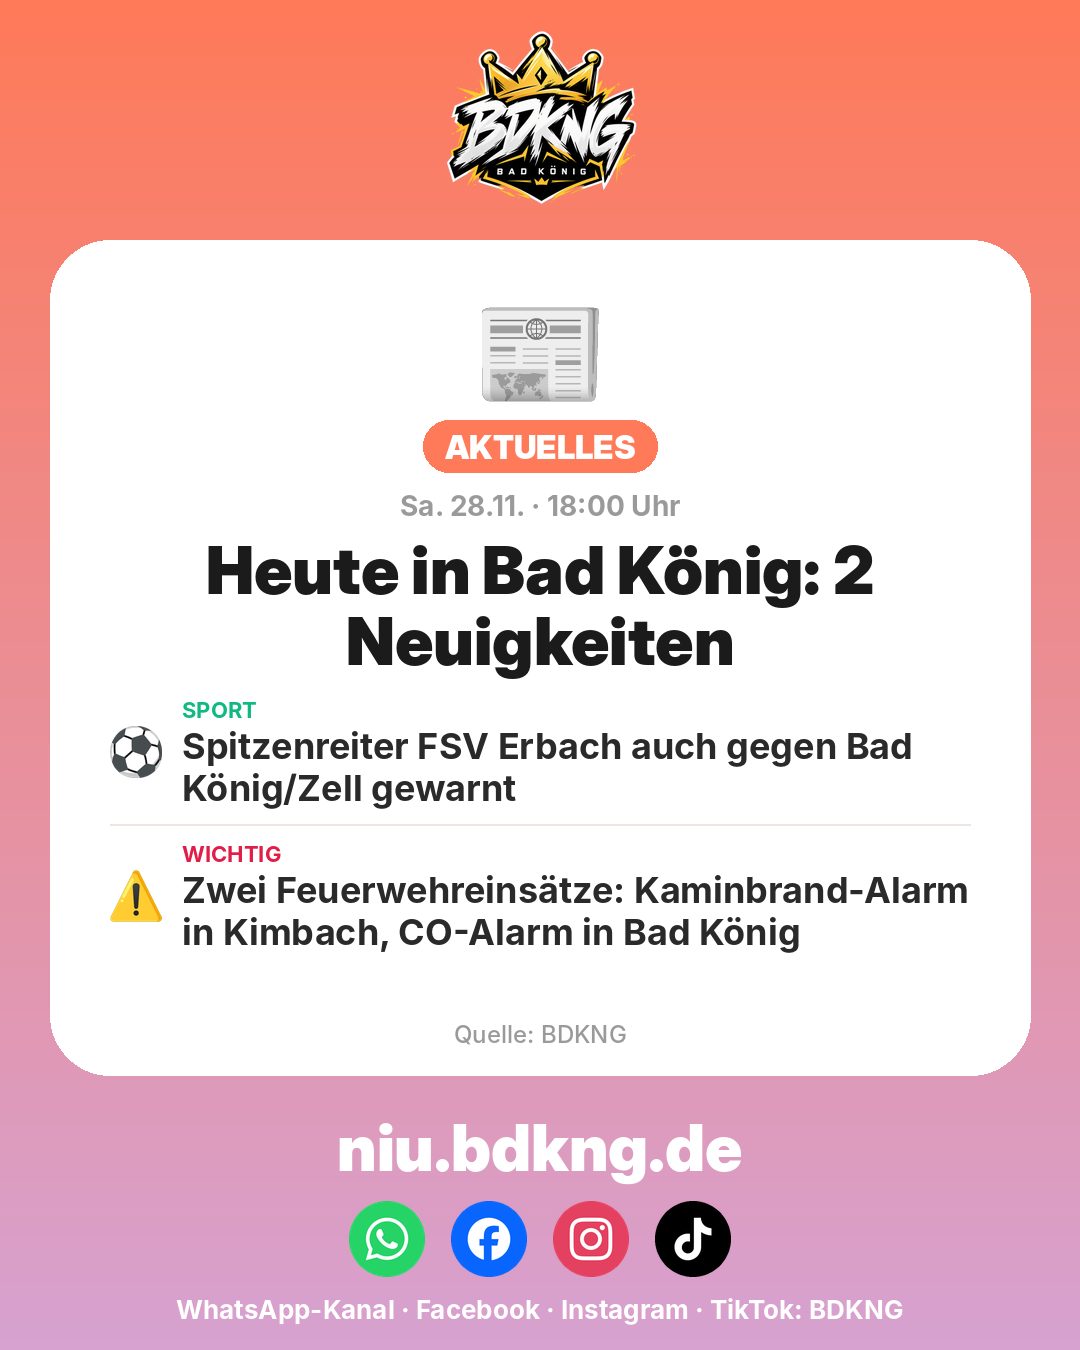 BDKNG
BAD KÖNIG
AKTUELLES
Sa. 28.11. · 18:00 Uhr
Heute in Bad König: 2
Neuigkeiten
SPORT
Spitzenreiter FSV Erbach auch gegen Bad
König/Zell gewarnt
WICHTIG
Zwei Feuerwehreinsätze: Kaminbrand-Alarm
in Kimbach, CO-Alarm in Bad König
Quelle: BDKNG
niu.bdkng.de
WhatsApp-Kanal · Facebook · Instagram · TikTok: BDKNG